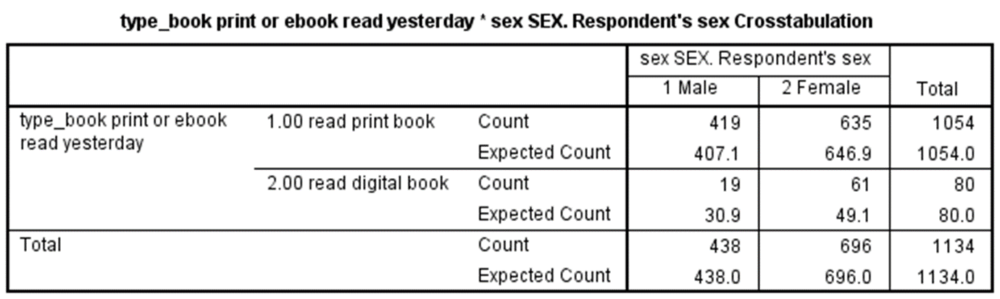 type_book print or ebook read yesterday * sex SEX. Respondent's sex Crosstabulation
sex SEX. Respondent's sex
1 Male 2 Female Total
type_book print or ebook read yesterday 1.00 read print book Count 419 635 1054
Expected Count 407.1 646.9 1054.0
2.00 read digital book Count 19 61 80
Expected Count 30.9 49.1 80.0
Total Count 438 696 1134
Expected Count 438.0 696.0 1134.0